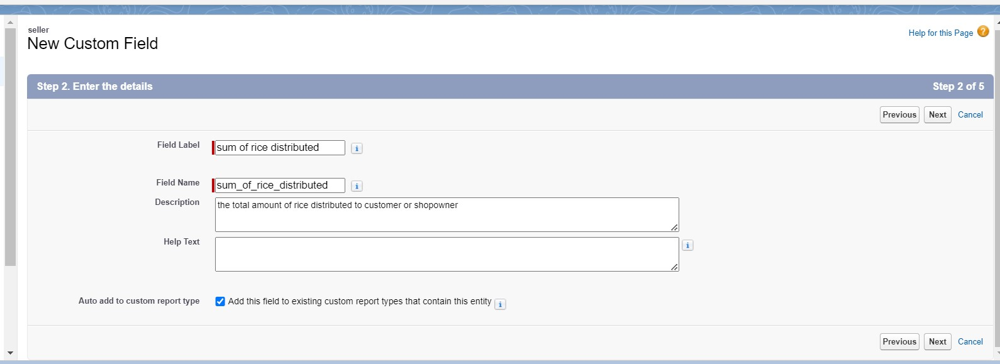 seller
New Custom Field
Help for this Page ?
Step 2. Enter the details
Step 2 of 5
Previous Next Cancel
Field Label sum of rice distributed i
Field Name sum_of_rice_distributed i
Description the total amount of rice distributed to customer or shopowner
Help Text i
Auto add to custom report type Add this field to existing custom report types that contain this entity i
Previous Next Cancel